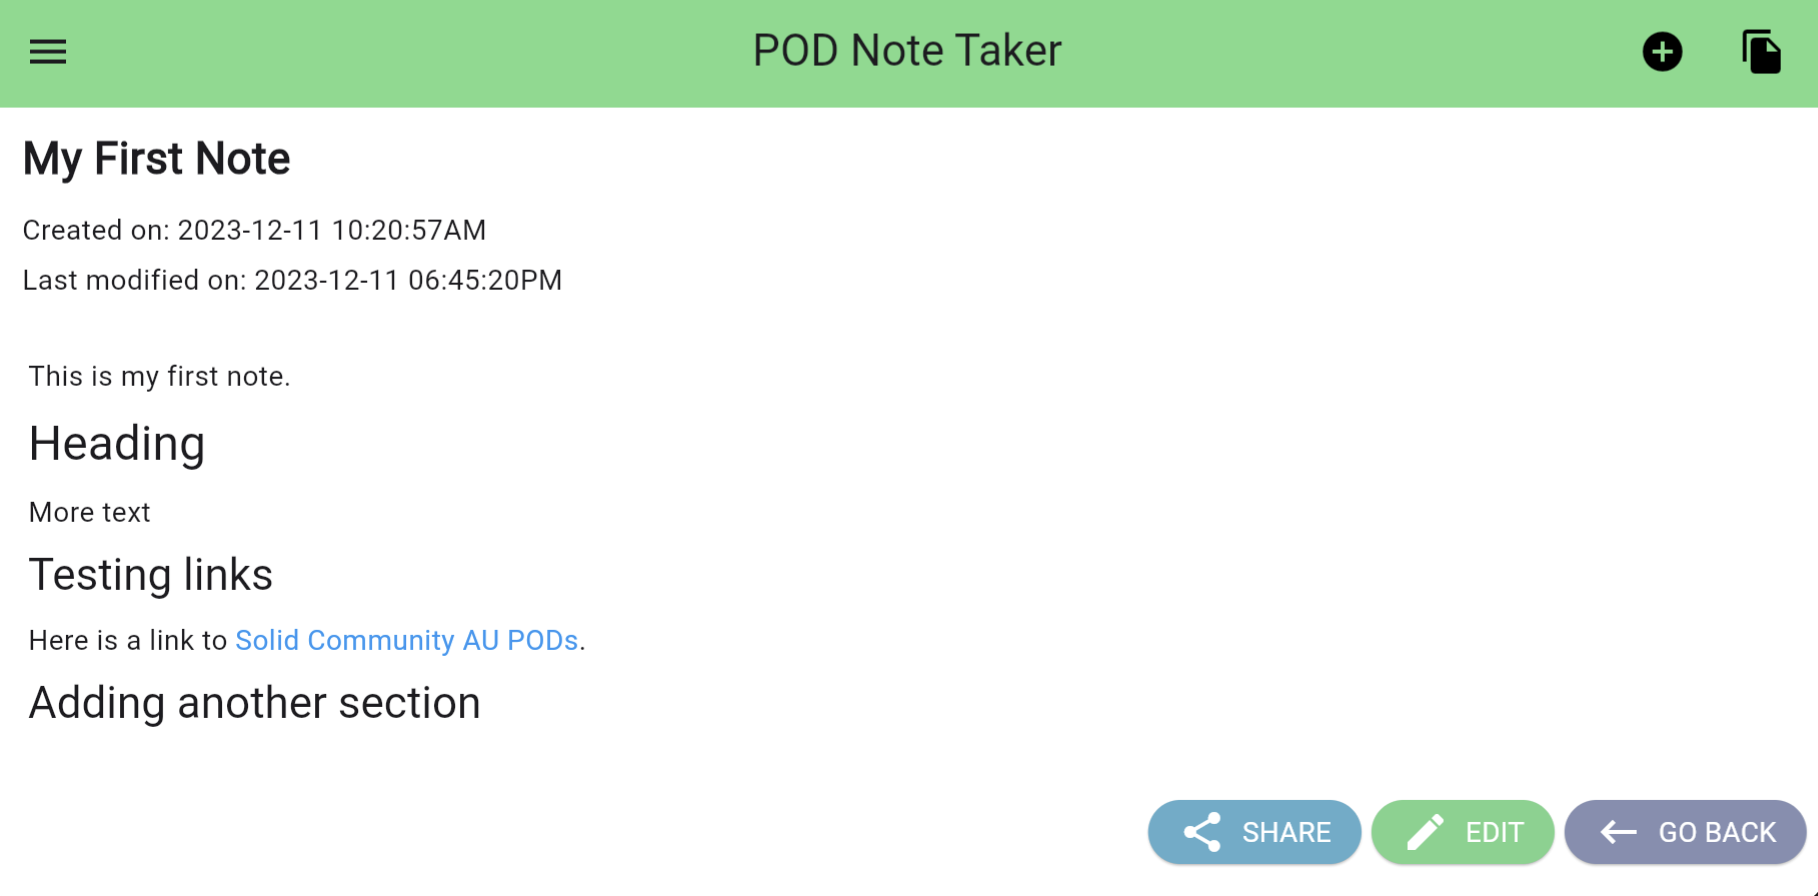 POD Note Taker
My First Note
Created on: 2023-12-11 10:20:57AM
Last modified on: 2023-12-11 06:45:20PM
This is my first note.
Heading
More text
Testing links
Here is a link to Solid Community AU PODs.
Adding another section
SHARE EDIT GO BACK